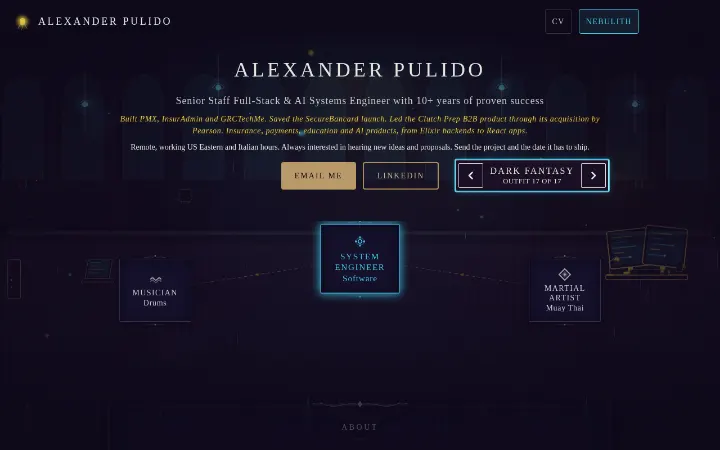 ALEXANDER PULIDO
CV
NEBULITH
ALEXANDER PULIDO
Senior Staff Full-Stack & AI Systems Engineer with 10+ years of proven success
Built PMX, InsurAdmin and GRCTechMe. Saved the SecureBancard launch. Led the Clutch Prep B2B product through its acquisition by
Pearson. Insurance, payments, education and AI products, from Elixir backends to React apps.
Remote, working US Eastern and Italian hours. Always interested in hearing new ideas and proposals. Send the project and the date it has to ship.
EMAIL ME
LINKEDIN
DARK FANTASY
OUTFIT 17 OF 17
SYSTEM
ENGINEER
Software
MUSICIAN
Drums
MARTIAL
ARTIST
Muay Thai
ABOUT